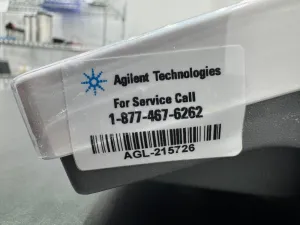 Agilent Technologies
For Service Call
1-877-467-6262
AGL-215726